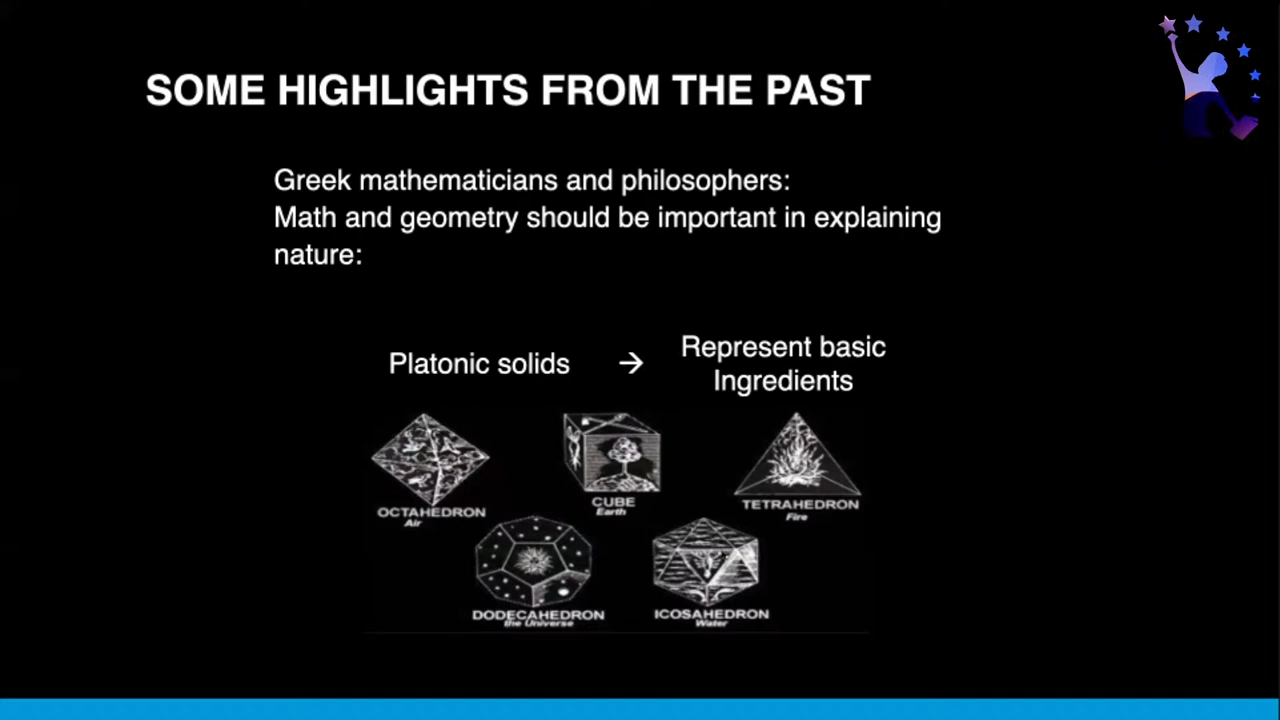 SOME HIGHLIGHTS FROM THE PAST
Greek mathematicians and philosophers:
Math and geometry should be important in explaining
nature:
Platonic solids → Represent basic
Ingredients
OCTAHEDRON
Air
CUBE
Earth
TETRAHEDRON
Fire
DODECAHEDRON
the Universe
ICOSAHEDRON
Water